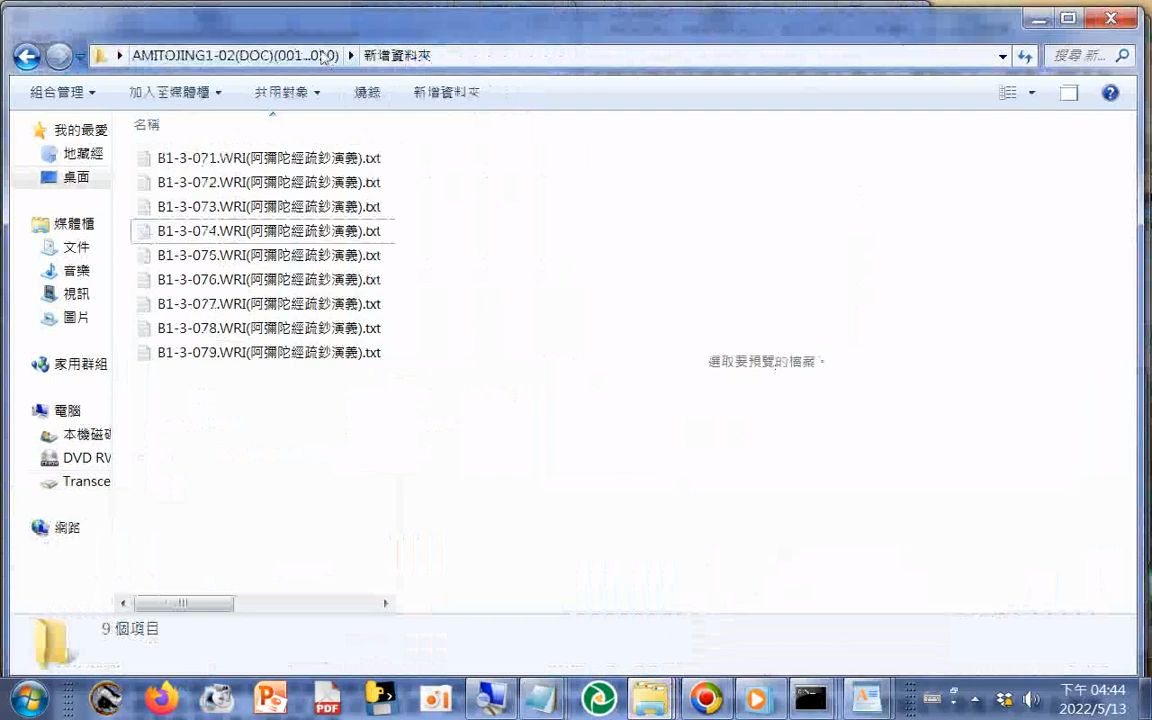 AMITOJING1-02(DOC)(001...0 0) 新增資料夾
搜尋 新...
組合管理 加入至媒體櫃 共用對象 燒錄 新增資料夾
名稱
我的最愛
地藏經
桌面
媒體櫃
文件
音樂
視訊
圖片
家用群組
電腦
本機磁碟
DVD RW
Transce
網路
B1-3-071.WRI(阿彌陀經疏鈔演義).txt
B1-3-072.WRI(阿彌陀經疏鈔演義).txt
B1-3-073.WRI(阿彌陀經疏鈔演義).txt
B1-3-074.WRI(阿彌陀經疏鈔演義).txt
B1-3-075.WRI(阿彌陀經疏鈔演義).txt
B1-3-076.WRI(阿彌陀經疏鈔演義).txt
B1-3-077.WRI(阿彌陀經疏鈔演義).txt
B1-3-078.WRI(阿彌陀經疏鈔演義).txt
B1-3-079.WRI(阿彌陀經疏鈔演義).txt
選取要預覽的檔案。
9 個項目
PDF
下午 04:44
2022/5/13